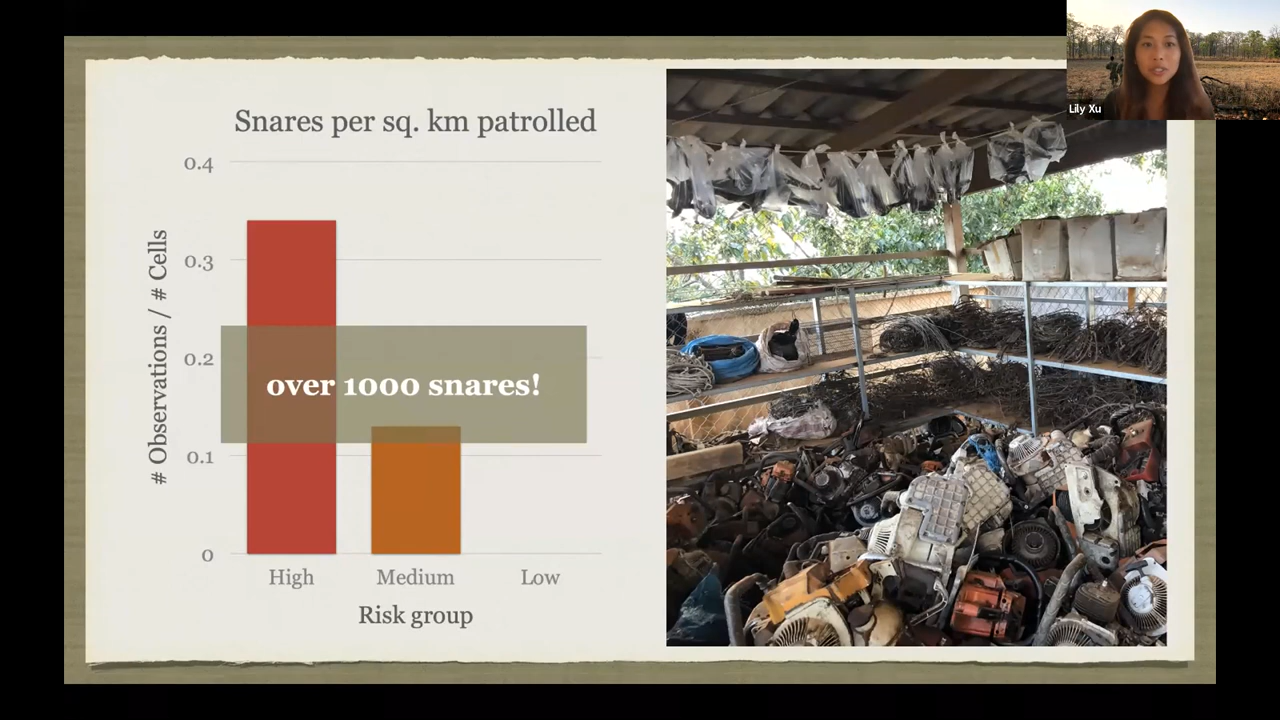 Lily Xu
Snares per sq. km patrolled
# Observations / # Cells
0.4
0.3
0.2
0.1
0
over 1000 snares!
High Medium Low
Risk group